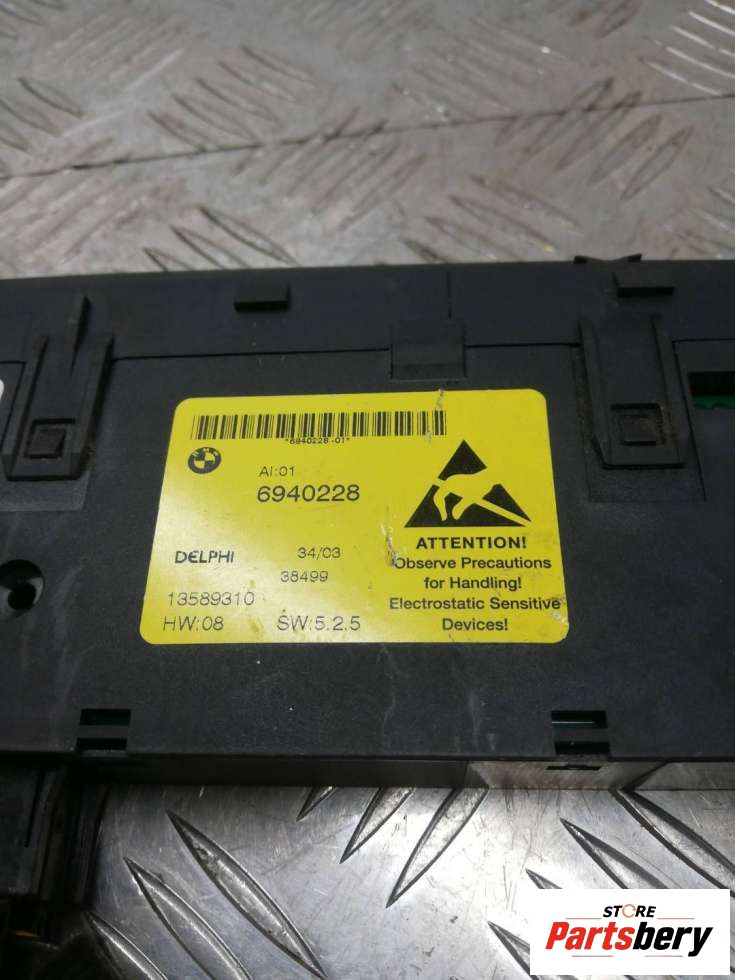 *6940228-01*
BMW
AI:01
6940228
DELPHI
34/03
38499
13589310
HW:08
SW:5.2.5
ATTENTION!
Observe Precautions
for Handling!
Electrostatic Sensitive
Devices!
STORE
Partsbery